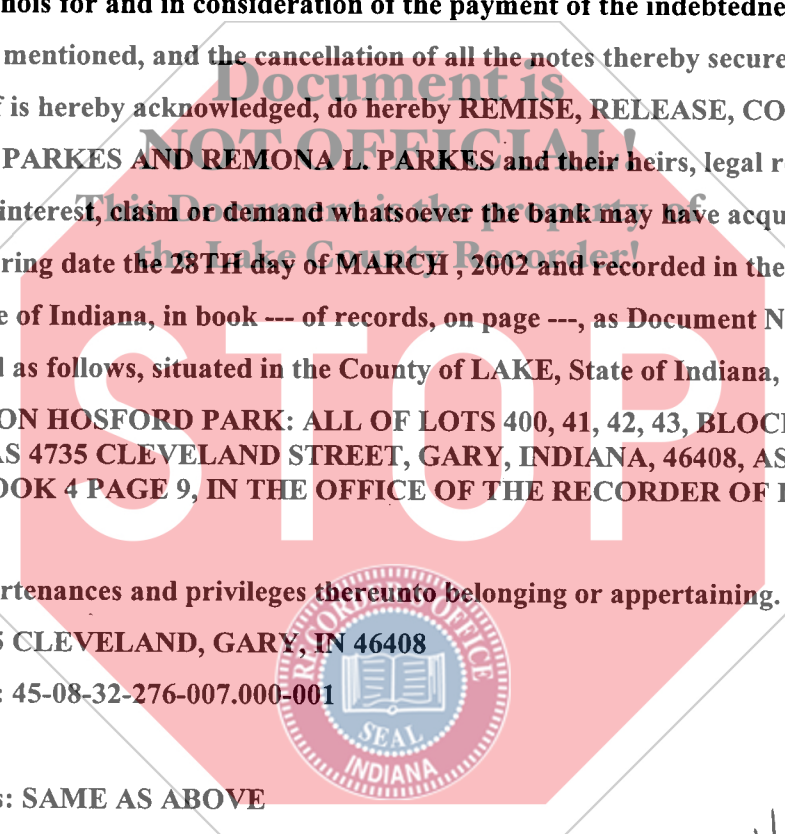 nois for and in consideration of the payment of the indebtedne
mentioned, and the cancellation of all the notes thereby secure
Document is
f is hereby acknowledged, do hereby REMISE, RELEASE, CO
NOT OFFICIAL!
PARKES AND REMONA L. PARKES and their heirs, legal r
This Document is the property of
interest, claim or demand whatsoever the bank may have acqu
the Lake County Recorder!
ring date the 28TH day of MARCH , 2002 and recorded in the
e of Indiana, in book --- of records, on page ---, as Document N
as follows, situated in the County of LAKE, State of Indiana,
STOP
ON HOSFORD PARK: ALL OF LOTS 400, 41, 42, 43, BLOC
AS 4735 CLEVELAND STREET, GARY, INDIANA, 46408, AS
OOK 4 PAGE 9, IN THE OFFICE OF THE RECORDER OF
rtenances and privileges thereunto belonging or appertaining.
5 CLEVELAND, GARY, IN 46408
: 45-08-32-276-007.000-001
RECORDER'S OFFICE
SEAL
INDIANA
s: SAME AS ABOVE